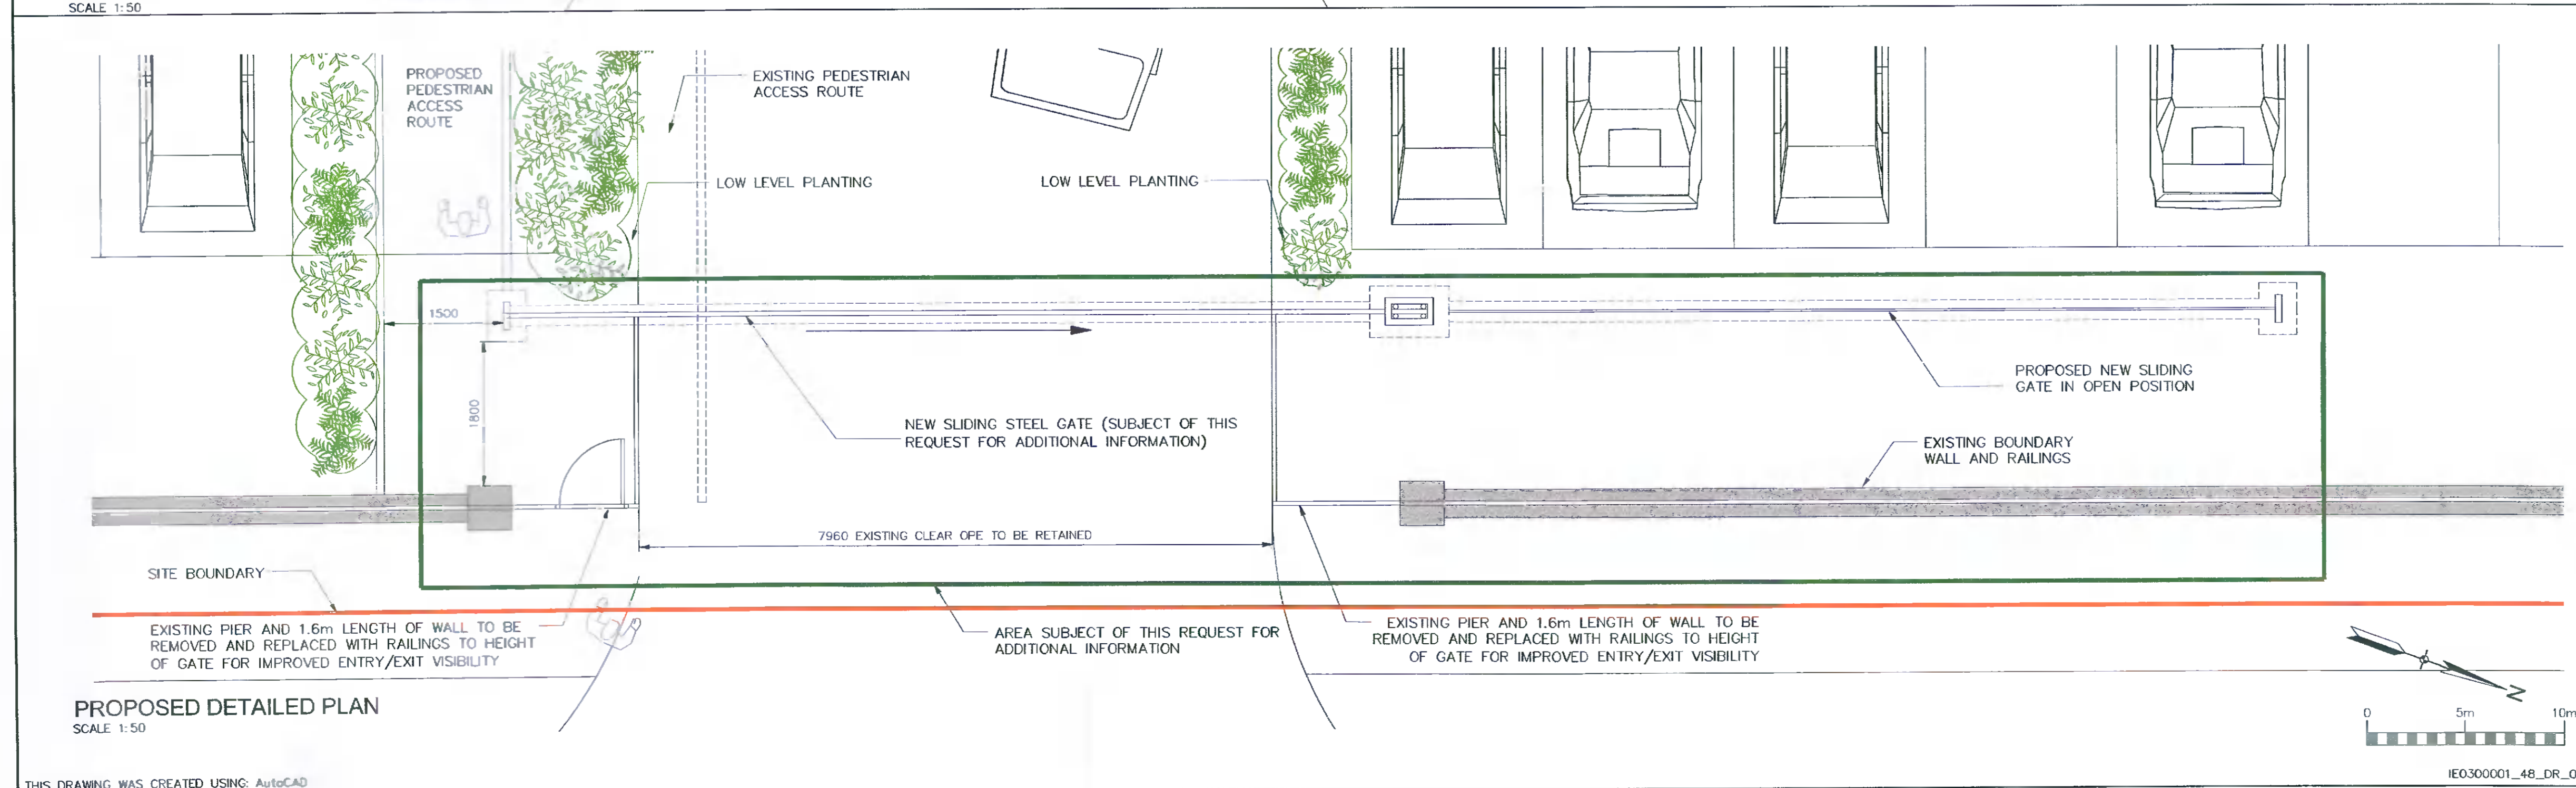 SCALE 1:50
PROPOSED
PEDESTRIAN
ACCESS
ROUTE
EXISTING PEDESTRIAN
ACCESS ROUTE
LOW LEVEL PLANTING
LOW LEVEL PLANTING
1500
1800
PROPOSED NEW SLIDING
GATE IN OPEN POSITION
NEW SLIDING STEEL GATE (SUBJECT OF THIS
REQUEST FOR ADDITIONAL INFORMATION)
EXISTING BOUNDARY
WALL AND RAILINGS
7960 EXISTING CLEAR OPE TO BE RETAINED
SITE BOUNDARY
EXISTING PIER AND 1.6m LENGTH OF WALL TO BE
REMOVED AND REPLACED WITH RAILINGS TO HEIGHT
OF GATE FOR IMPROVED ENTRY/EXIT VISIBILITY
AREA SUBJECT OF THIS REQUEST FOR
ADDITIONAL INFORMATION
EXISTING PIER AND 1.6m LENGTH OF WALL TO BE
REMOVED AND REPLACED WITH RAILINGS TO HEIGHT
OF GATE FOR IMPROVED ENTRY/EXIT VISIBILITY
N
PROPOSED DETAILED PLAN
SCALE 1:50
0 5m 10m
THIS DRAWING WAS CREATED USING: AutoCAD
IE0300001_48_DR_0